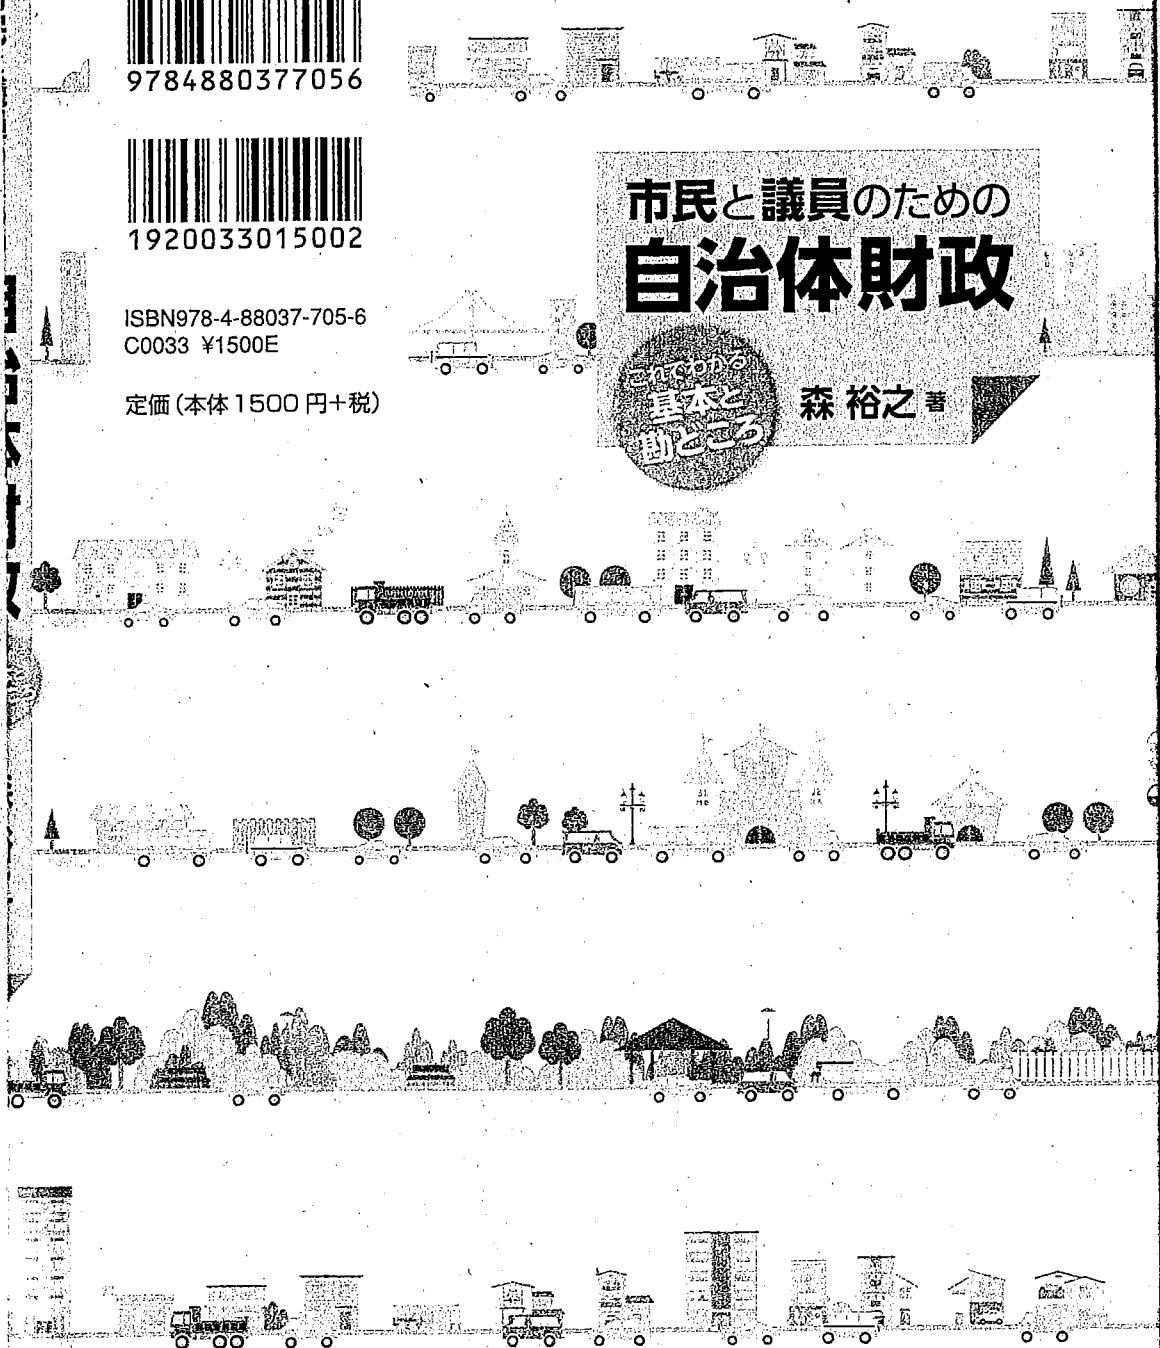 9784880377056
1920033015002
ISBN978-4-88037-705-6
C0033 ¥1500E
定価(本体1500円+税)
市民と議員のための
自治体財政
これでわかる
基本と
勘どころ
森 裕之 著